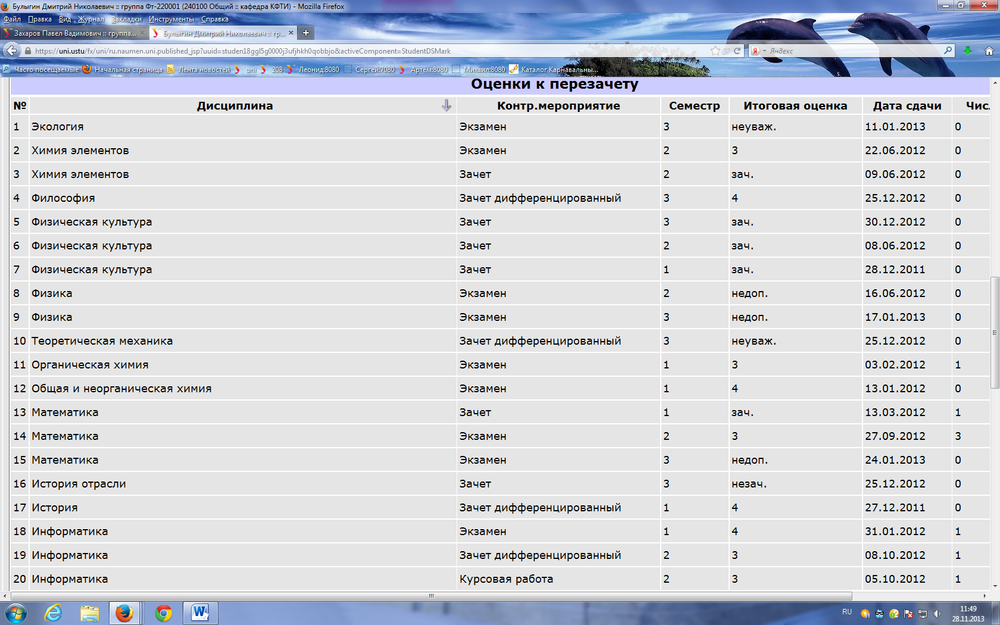 Булыгин Дмитрий Николаевич :: группа Фт-220001 (240100 Общий :: кафедра КФТИ) - Mozilla Firefox
Файл Правка Вид Журнал Закладки Инструменты Справка
Захаров Павел Вадимович :: группа... Булыгин Дмитрий Николаевич :: гр...
https://uni.ustu/fx/uni/ru.naumen.uni.published_jsp?uuid=studen18ggl5g0000j3ufjhkh0qobbjo&activeComponent=StudentDSMark Я Яндекс
Часто посещаемые Начальная страница Лента новостей uni 208 Леонид:8080 Сергей:7080 Артем:8080 Михаил:8080 Каталог Карнавальны...
Оценки к перезачету
№ Дисциплина Контр.мероприятие Семестр Итоговая оценка Дата сдачи Чис
1 Экология Экзамен 3 неуваж. 11.01.2013 0
2 Химия элементов Экзамен 2 3 22.06.2012 0
3 Химия элементов Зачет 2 зач. 09.06.2012 0
4 Философия Зачет дифференцированный 3 4 25.12.2012 0
5 Физическая культура Зачет 3 зач. 30.12.2012 0
6 Физическая культура Зачет 2 зач. 08.06.2012 0
7 Физическая культура Зачет 1 зач. 28.12.2011 0
8 Физика Экзамен 2 недоп. 16.06.2012 0
9 Физика Экзамен 3 недоп. 17.01.2013 0
10 Теоретическая механика Зачет дифференцированный 3 неуваж. 25.12.2012 0
11 Органическая химия Экзамен 1 3 03.02.2012 1
12 Общая и неорганическая химия Экзамен 1 4 13.01.2012 0
13 Математика Зачет 1 зач. 13.03.2012 1
14 Математика Экзамен 2 3 27.09.2012 3
15 Математика Экзамен 3 недоп. 24.01.2013 0
16 История отрасли Зачет 3 незач. 25.12.2012 0
17 История Зачет дифференцированный 1 4 27.12.2011 0
18 Информатика Экзамен 1 4 31.01.2012 1
19 Информатика Зачет дифференцированный 2 3 08.10.2012 1
20 Информатика Курсовая работа 2 3 05.10.2012 1
RU 11:49
28.11.2013